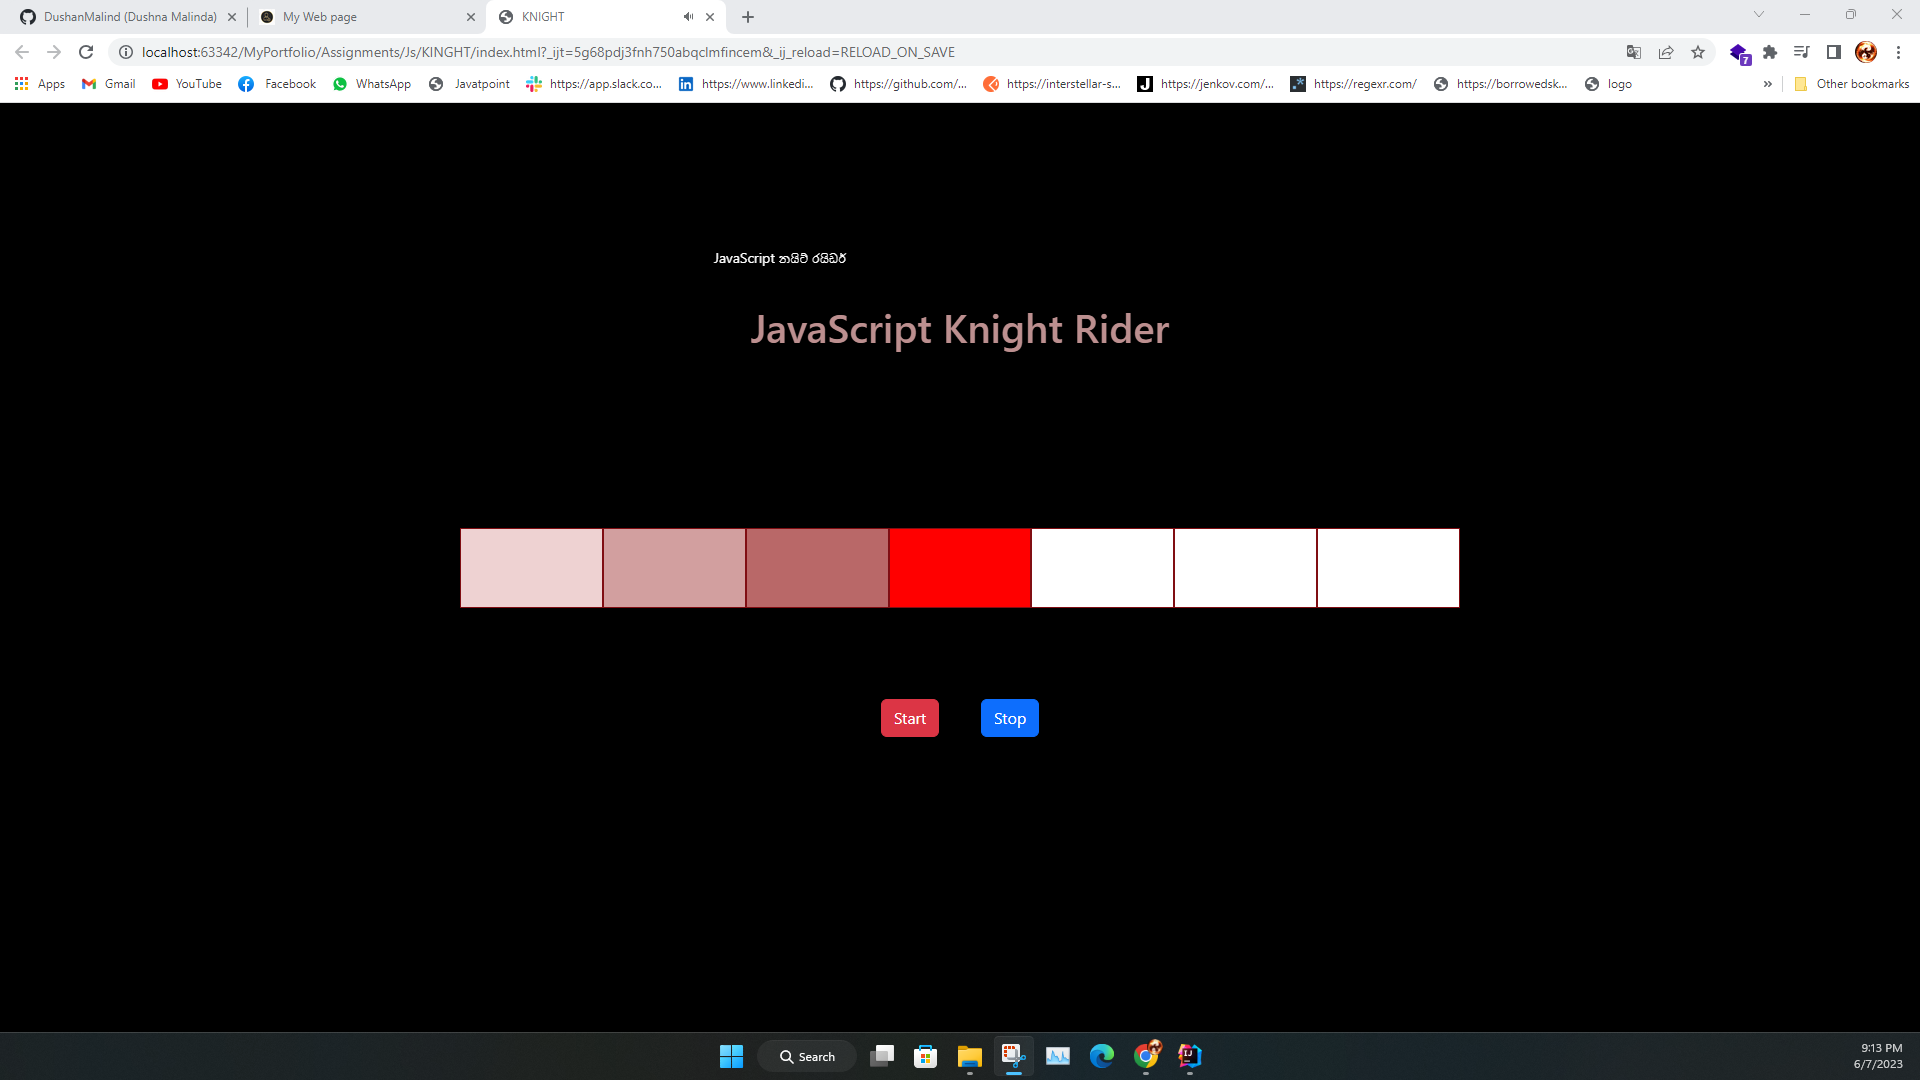 DushanMalind (Dushna Malinda)
My Web page
KNIGHT
localhost:63342/MyPortfolio/Assignments/Js/KINGHT/index.html?_ijt=5g68pdj3fnh750abqclmfincem&_ij_reload=RELOAD_ON_SAVE
7
Apps Gmail YouTube Facebook WhatsApp Javatpoint https://app.slack.co... https://www.linkedi... https://github.com/... https://interstellar-s... J https://jenkov.com/... https://regexr.com/ https://borrowedsk... logo » Other bookmarks
JavaScript නයිට් රයිඩර්
JavaScript Knight Rider
Start Stop
Search
9:13 PM
6/7/2023